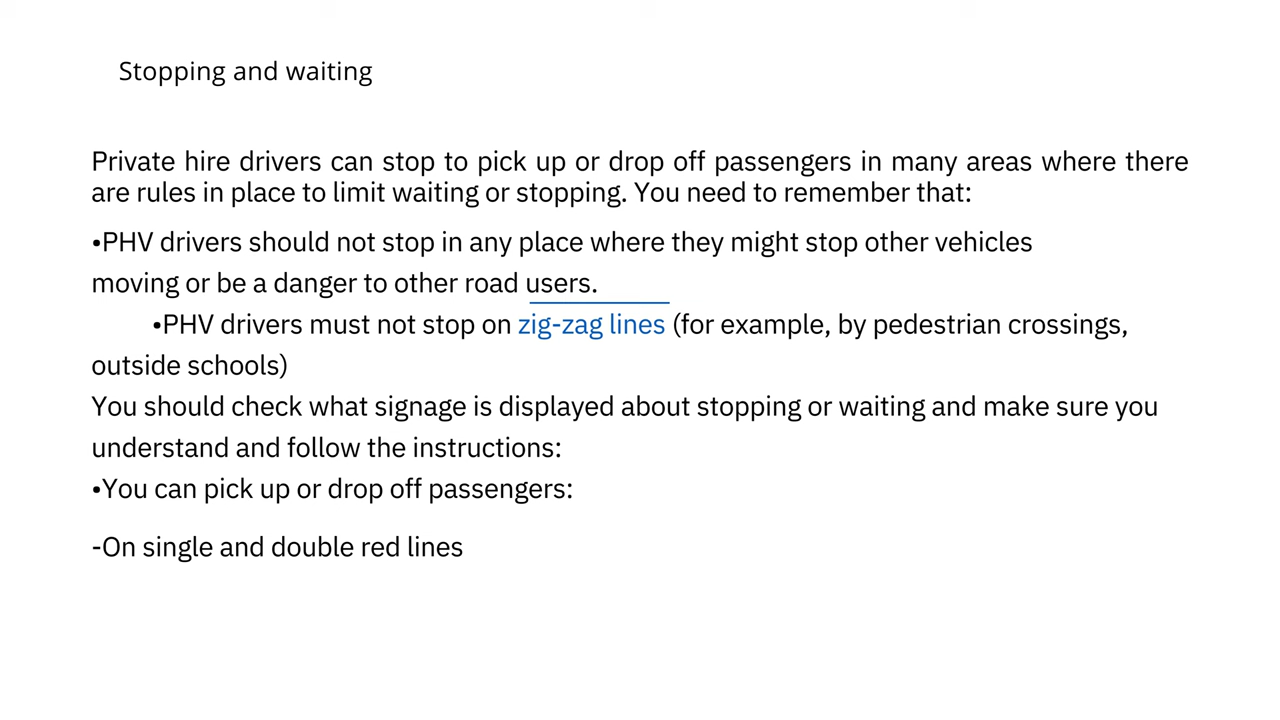 Stopping and waiting
Private hire drivers can stop to pick up or drop off passengers in many areas where there
are rules in place to limit waiting or stopping. You need to remember that:
•PHV drivers should not stop in any place where they might stop other vehicles
moving or be a danger to other road users.
•PHV drivers must not stop on zig-zag lines (for example, by pedestrian crossings,
outside schools)
You should check what signage is displayed about stopping or waiting and make sure you
understand and follow the instructions:
•You can pick up or drop off passengers:
-On single and double red lines